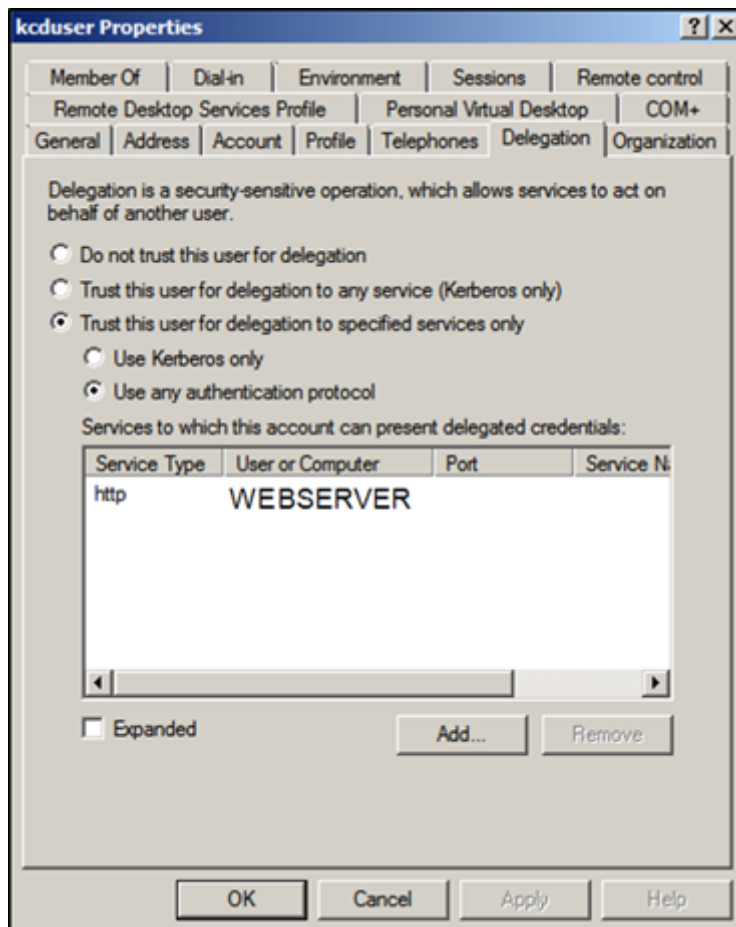 kcduser Properties
Member Of Dial-in Environment Sessions Remote control
Remote Desktop Services Profile Personal Virtual Desktop COM+
General Address Account Profile Telephones Delegation Organization
Delegation is a security-sensitive operation, which allows services to act on
behalf of another user.
Do not trust this user for delegation
Trust this user for delegation to any service (Kerberos only)
Trust this user for delegation to specified services only
Use Kerberos only
Use any authentication protocol
Services to which this account can present delegated credentials:
Service Type User or Computer Port Service Na
http WEBSERVER
Expanded Add... Remove
OK Cancel Apply Help